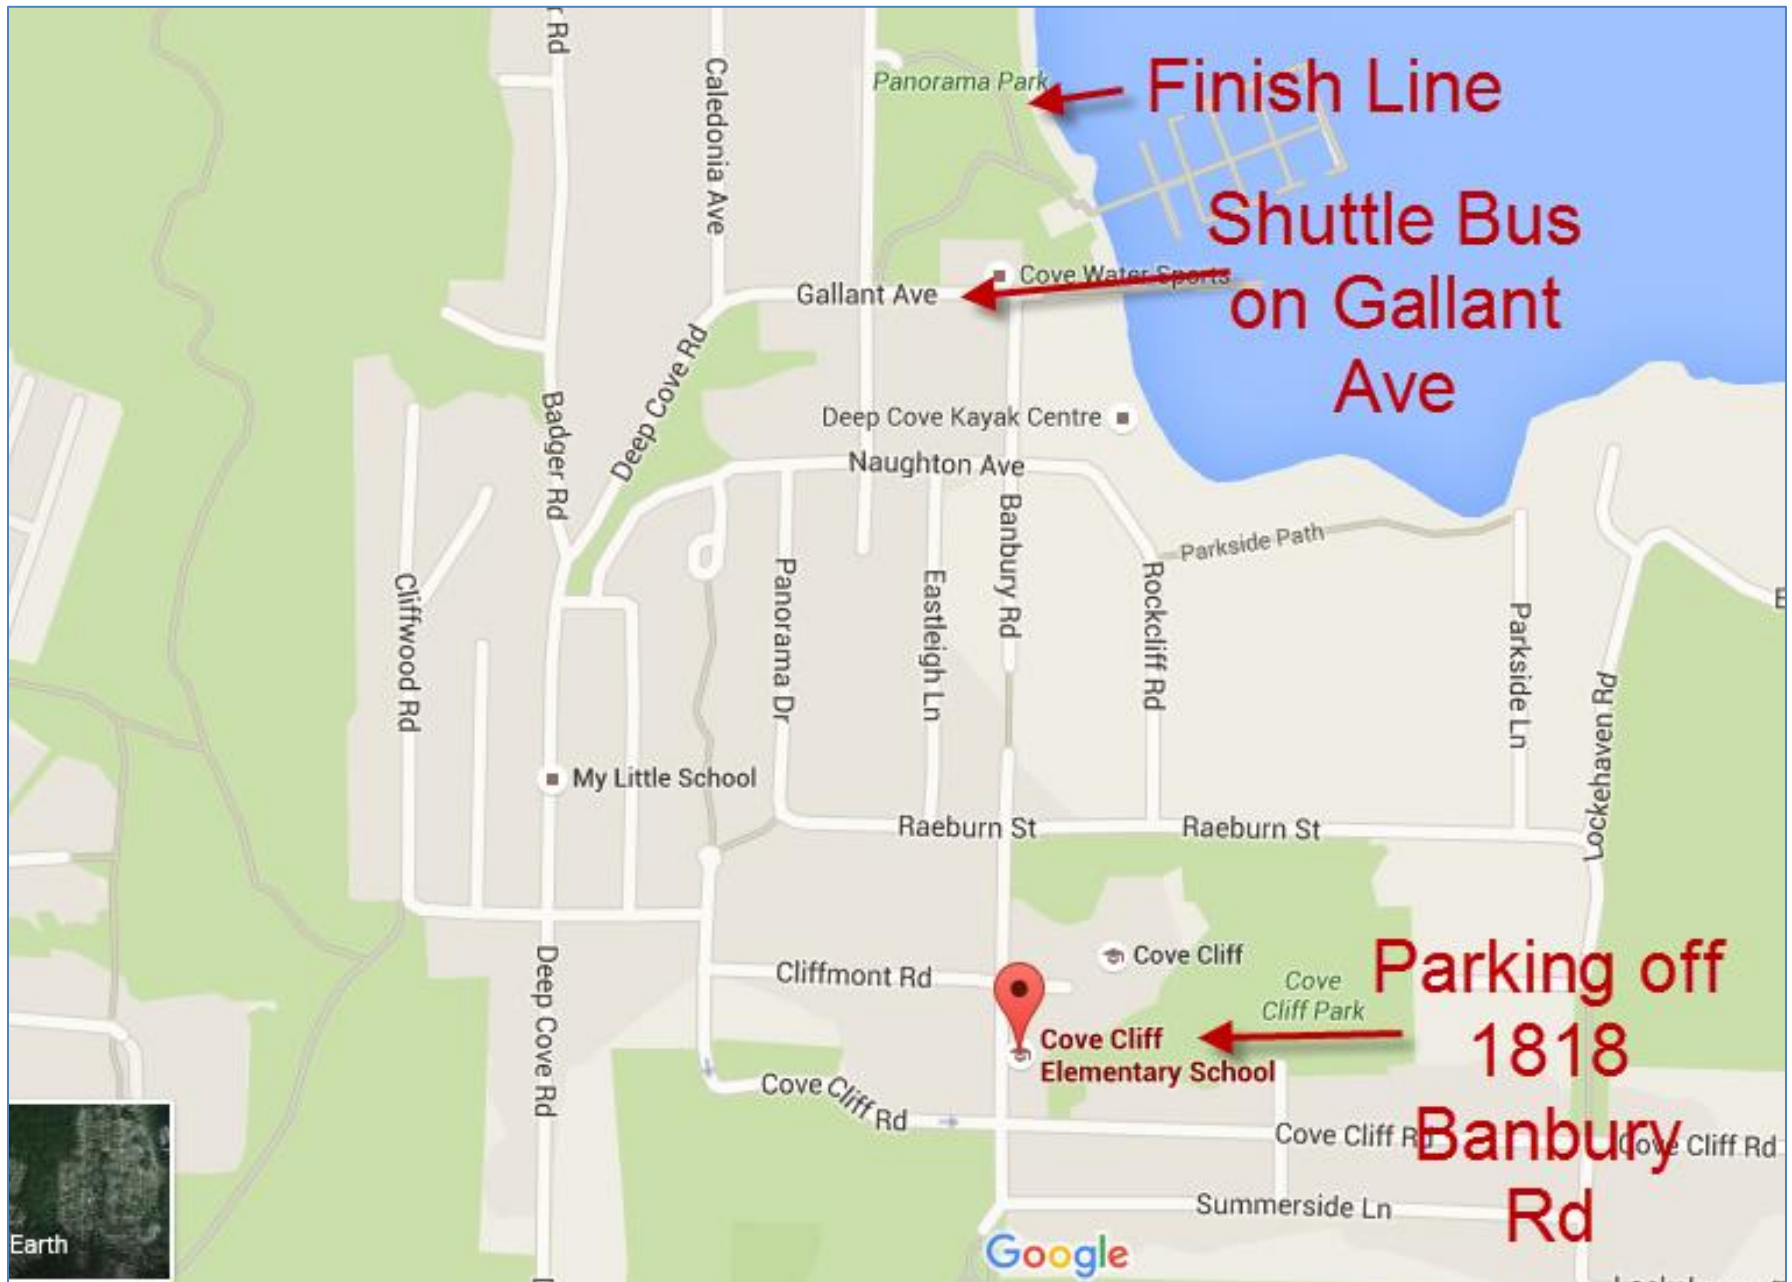 r Rd
Caledonia Ave
Panorama Park
Finish Line
Shuttle Bus
on Gallant
Ave
Cove Water Sports
Gallant Ave
Deep Cove Rd
Badger Rd
Deep Cove Kayak Centre
Naughton Ave
Banbury Rd
Parkside Path
Cliffwood Rd
Panorama Dr
Eastleigh Ln
Rockcliff Rd
Parkside Ln
Lockehaven Rd
E
My Little School
Raeburn St
Raeburn St
Deep Cove Rd
Cliffmont Rd
Cove Cliff
Cove
Cliff Park
Parking off
1818
Banbury
Rd
Cove Cliff
Elementary School
Cove Cliff Rd
Cove Cliff Rd
Cove Cliff Rd
Summerside Ln
Earth
Google